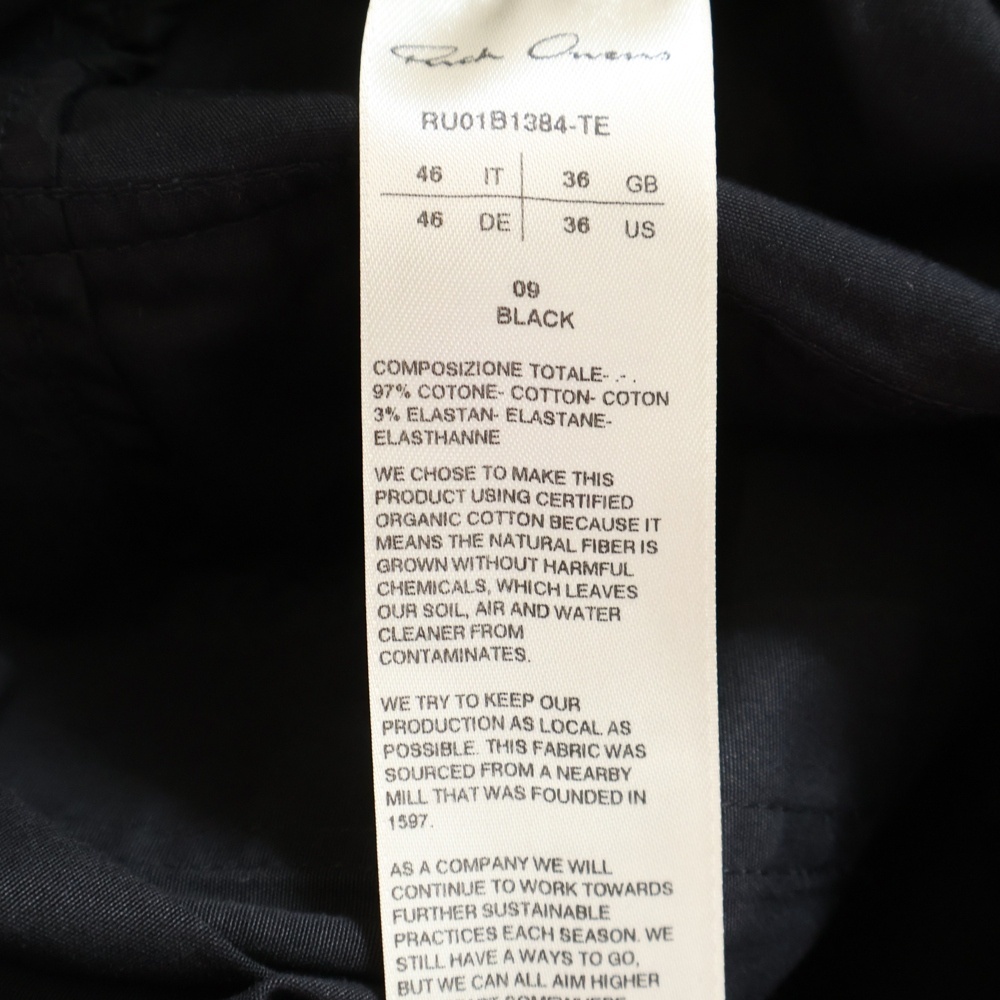 Rick Owens
RU01B1384-TE
46 IT 36 GB
46 DE 36 US
09
BLACK
COMPOSIZIONE TOTALE- .- .
97% COTONE- COTTON- COTON
3% ELASTAN- ELASTANE-
ELASTHANNE
WE CHOSE TO MAKE THIS
PRODUCT USING CERTIFIED
ORGANIC COTTON BECAUSE IT
MEANS THE NATURAL FIBER IS
GROWN WITHOUT HARMFUL
CHEMICALS, WHICH LEAVES
OUR SOIL, AIR AND WATER
CLEANER FROM
CONTAMINATES.
WE TRY TO KEEP OUR
PRODUCTION AS LOCAL AS
POSSIBLE. THIS FABRIC WAS
SOURCED FROM A NEARBY
MILL THAT WAS FOUNDED IN
1597.
AS A COMPANY WE WILL
CONTINUE TO WORK TOWARDS
FURTHER SUSTAINABLE
PRACTICES EACH SEASON. WE
STILL HAVE A WAYS TO GO,
BUT WE CAN ALL AIM HIGHER